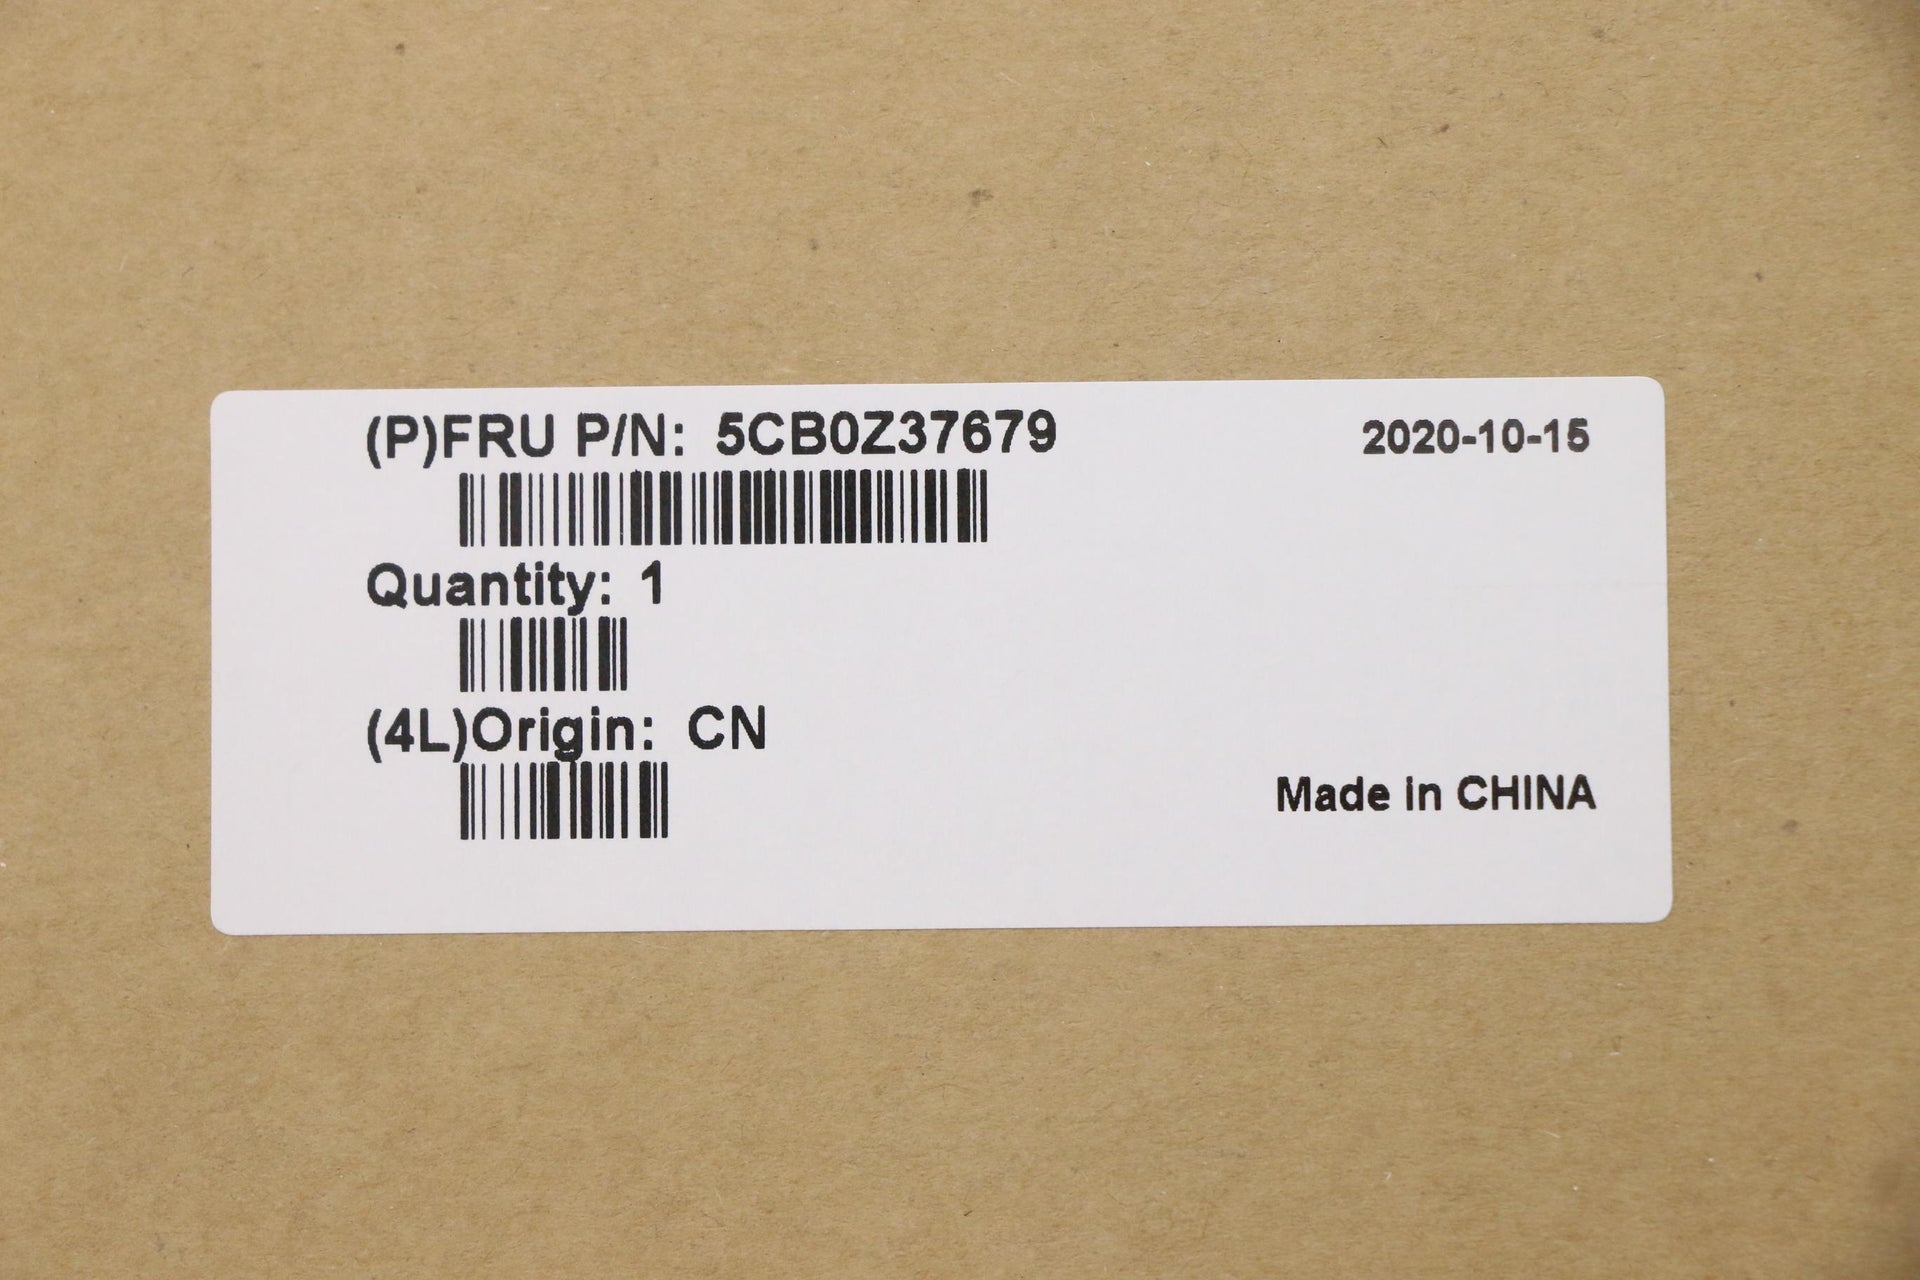 (P)FRU P/N: 5CB0Z37679
2020-10-15
Quantity: 1
(4L)Origin: CN
Made in CHINA